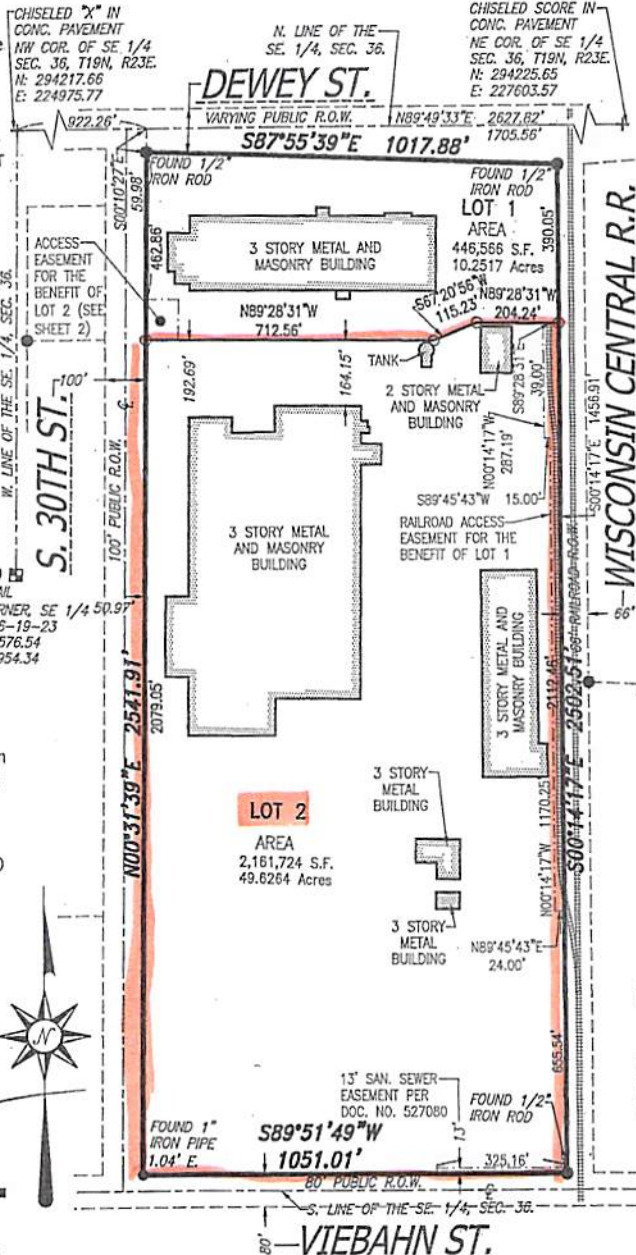 CHISELED "X" IN
CONC. PAVEMENT
NW COR. OF SE 1/4
SEC. 36, T19N, R23E.
N: 294217.66
E: 224975.77
N. LINE OF THE
SE. 1/4, SEC. 36.
CHISELED SCORE IN
CONC. PAVEMENT
NE COR. OF SE 1/4
SEC. 36, T19N, R23E.
N: 294225.65
E: 227603.57
DEWEY ST.
VARYING PUBLIC R.O.W.
922.26'
N89°49'33"E 2627.82'
1705.56'
S87°55'39"E 1017.88'
S00°10'27"E
59.98'
FOUND 1/2"
IRON ROD
FOUND 1/2"
IRON ROD
LOT 1
AREA
446,566 S.F.
10.2517 Acres
390.05'
462.86'
3 STORY METAL AND
MASONRY BUILDING
ACCESS
EASEMENT
FOR THE
BENEFIT OF
LOT 2 (SEE
SHEET 2)
N89°28'31"W
712.56'
S67°20'56"W
115.23'
N89°28'31"W
204.24'
W. LINE OF THE SE. 1/4, SEC. 36.
100'
S. 30TH ST.
100' PUBLIC R.O.W.
192.69'
164.15'
TANK
2 STORY METAL
AND MASONRY
BUILDING
S89°28'31"
39.00'
N00°14'17"W
287.19'
S89°45'43"W 15.00'
RAILROAD ACCESS
EASEMENT FOR THE
BENEFIT OF LOT 1
S00°14'17"E 1456.91'
WISCONSIN CENTRAL R.R.
66' RAILROAD R.O.W.
66'
3 STORY METAL
AND MASONRY
BUILDING
3 STORY METAL AND
MASONRY BUILDING
RNER, SE 1/4
6-19-23
576.54
954.34
50.97'
N00°31'39"E 2541.91'
2079.05'
2112.46'
S00°14'17"E 2502.51'
N00°14'17"W 1170.25'
LOT 2
AREA
2,161,724 S.F.
49.6264 Acres
3 STORY
METAL
BUILDING
3 STORY
METAL
BUILDING
N89°45'43"E
24.00'
655.54'
N
13' SAN. SEWER
EASEMENT PER
DOC. NO. 527080
13'
FOUND 1/2"
IRON ROD
FOUND 1"
IRON PIPE
1.04' E.
S89°51'49"W
1051.01'
325.16'
80' PUBLIC R.O.W.
S. LINE OF THE SE. 1/4, SEC. 36.
80'
VIEBAHN ST.